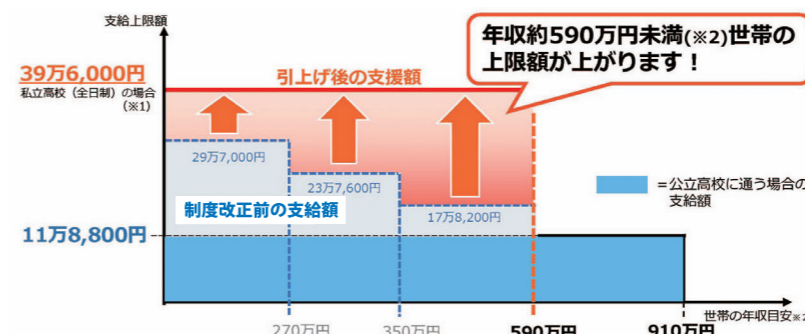 支給上限額
年収約590万円未満(※2)世帯の
上限額が上がります！
39万6,000円
私立高校（全日制）の場合
(※1)
引上げ後の支援額
29万7,000円
23万7,600円
17万8,200円
制度改正前の支給額
＝公立高校に通う場合の
支給額
11万8,800円
世帯の年収目安※2
270万円
350万円
590万円
910万円